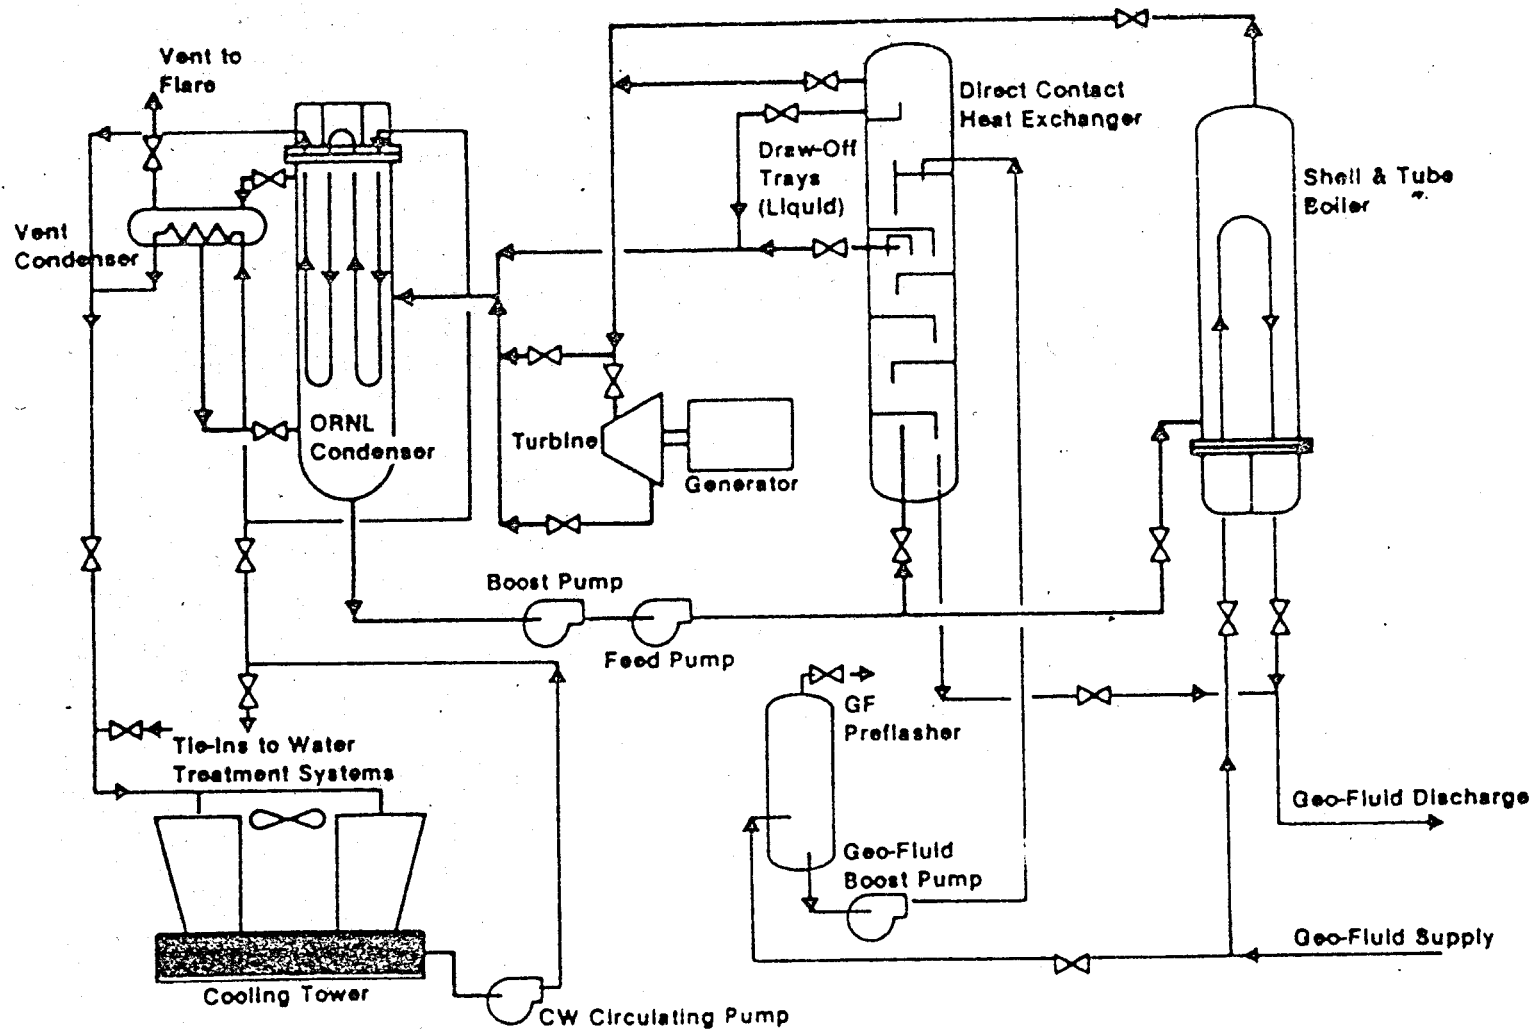 Vent to
Flare
Direct Contact
Heat Exchanger
Draw-Off
Trays
(Liquid)
Shell & Tube
Boiler
Vent
Condenser
ORNL
Condenser
Turbine
Generator
Boost Pump
Feed Pump
GF
Preflasher
Tie-Ins to Water
Treatment Systems
Geo-Fluid Discharge
Geo-Fluid
Boost Pump
Geo-Fluid Supply
Cooling Tower
CW Circulating Pump